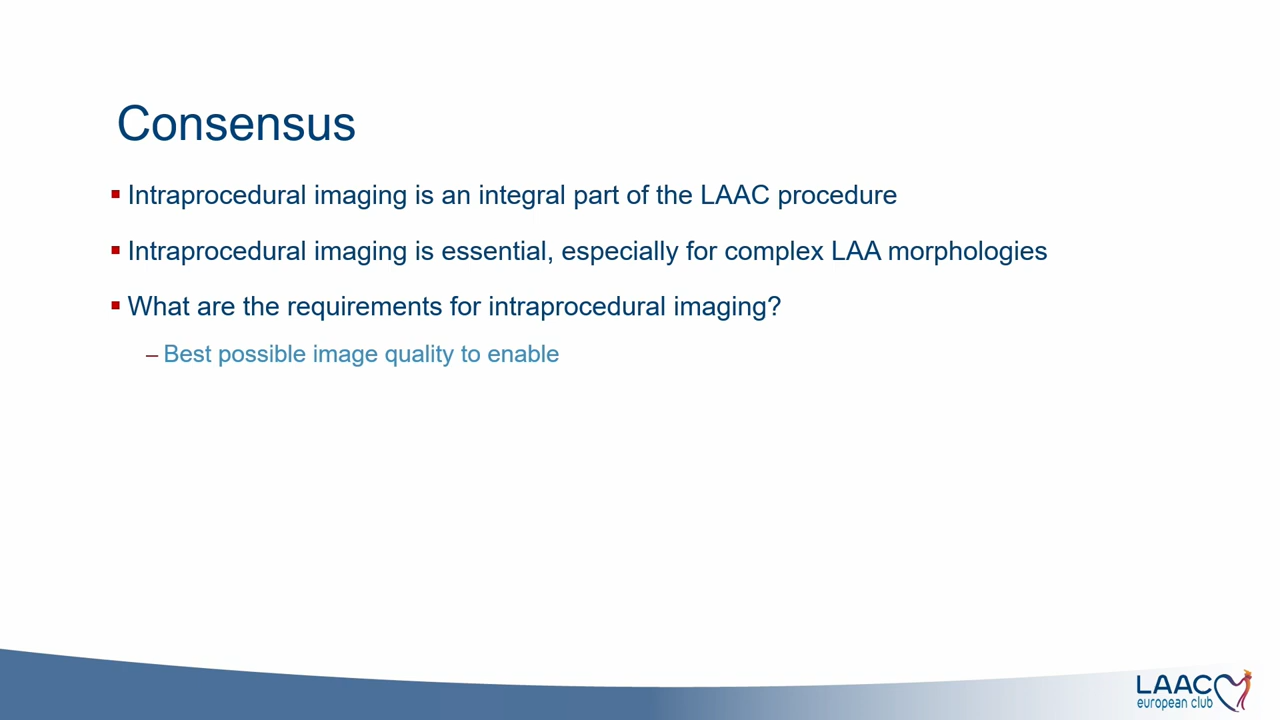 Consensus
Intraprocedural imaging is an integral part of the LAAC procedure
Intraprocedural imaging is essential, especially for complex LAA morphologies
What are the requirements for intraprocedural imaging?
– Best possible image quality to enable
LAAC
european club